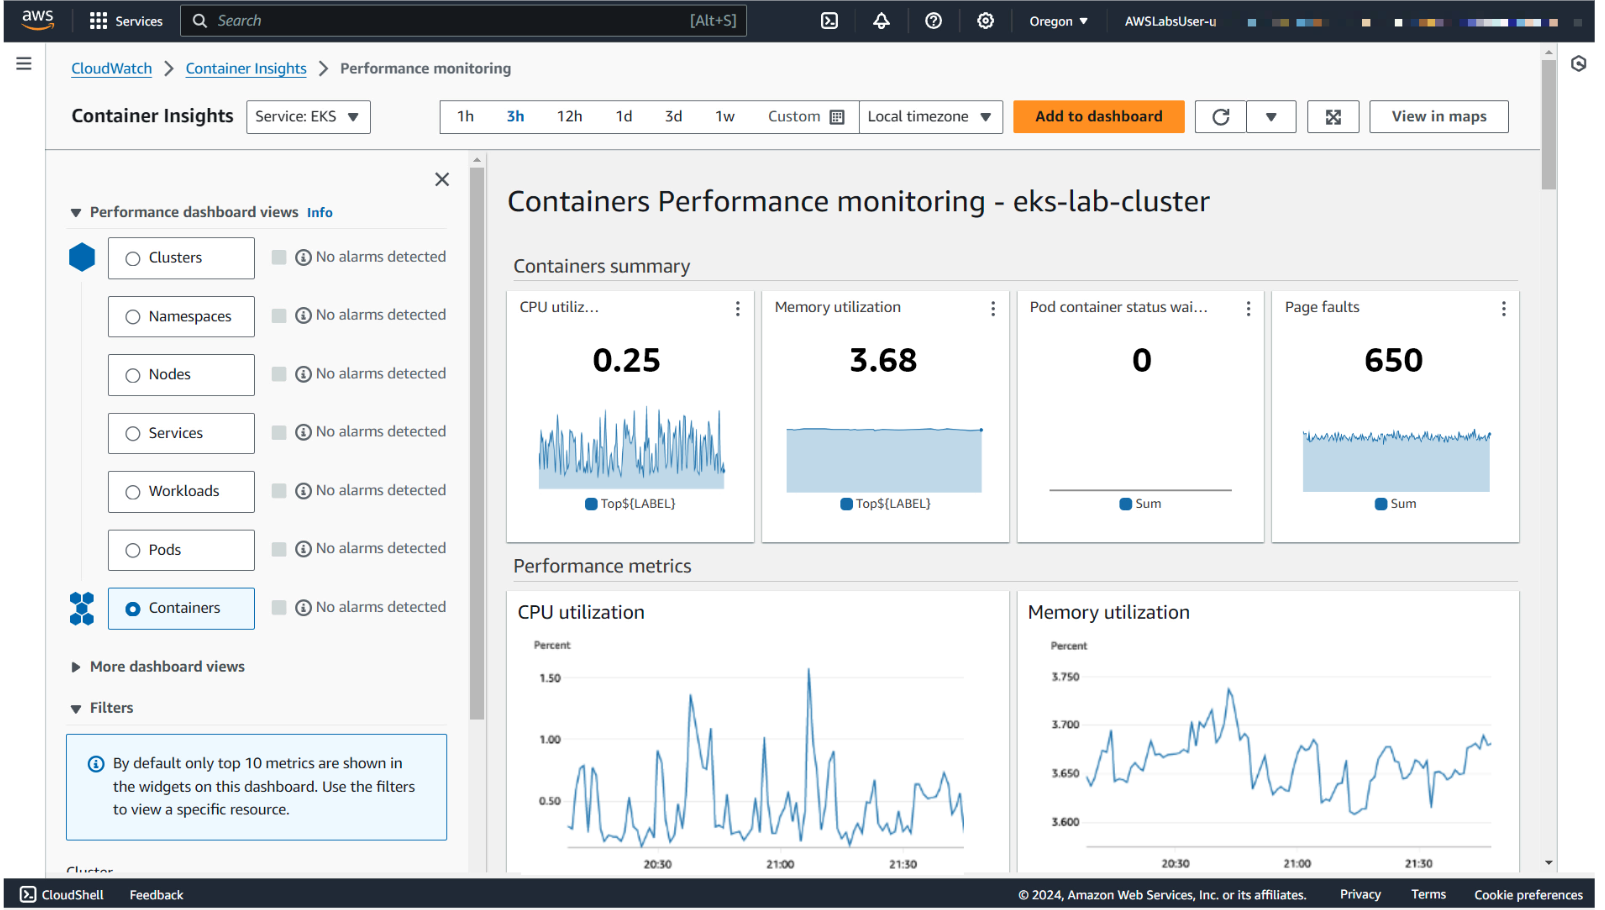 aws
Services
Search
[Alt+S]
Oregon
AWSLabsUser-u
CloudWatch
Container Insights
Performance monitoring
Container Insights
Service: EKS
1h
3h
12h
1d
3d
1w
Custom
Local timezone
Add to dashboard
View in maps
Performance dashboard views Info
Clusters
No alarms detected
Namespaces
No alarms detected
Nodes
No alarms detected
Services
No alarms detected
Workloads
No alarms detected
Pods
No alarms detected
Containers
No alarms detected
More dashboard views
Filters
By default only top 10 metrics are shown in
the widgets on this dashboard. Use the filters
to view a specific resource.
Cluster
Containers Performance monitoring - eks-lab-cluster
Containers summary
CPU utiliz...
0.25
Top${LABEL}
Memory utilization
3.68
Top${LABEL}
Pod container status wai...
0
Sum
Page faults
650
Sum
Performance metrics
CPU utilization
Percent
1.50
1.00
0.50
20:30
21:00
21:30
Memory utilization
Percent
3.750
3.700
3.650
3.600
20:30
21:00
21:30
CloudShell
Feedback
© 2024, Amazon Web Services, Inc. or its affiliates.
Privacy
Terms
Cookie preferences